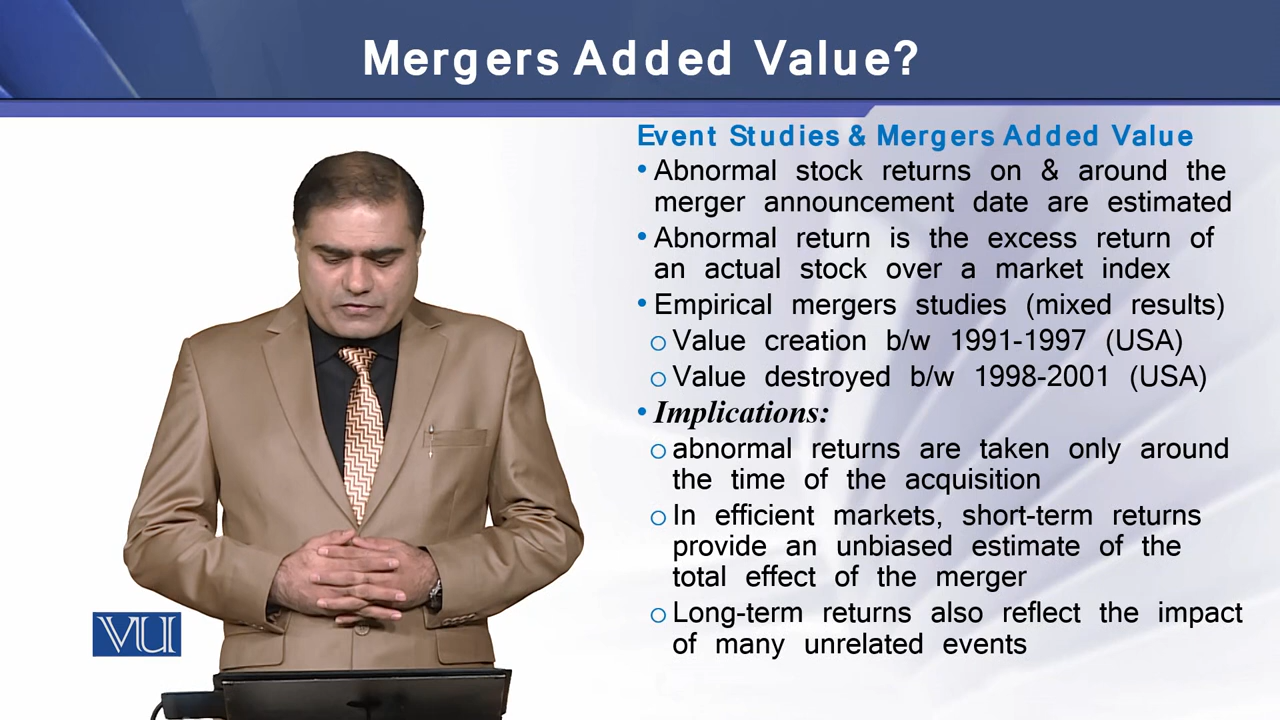 Mergers Added Value?
Event Studies & Mergers Added Value
• Abnormal stock returns on & around the
merger announcement date are estimated
• Abnormal return is the excess return of
an actual stock over a market index
• Empirical mergers studies (mixed results)
o Value creation b/w 1991-1997 (USA)
o Value destroyed b/w 1998-2001 (USA)
• Implications:
o abnormal returns are taken only around
the time of the acquisition
o In efficient markets, short-term returns
provide an unbiased estimate of the
total effect of the merger
o Long-term returns also reflect the impact
of many unrelated events
VU